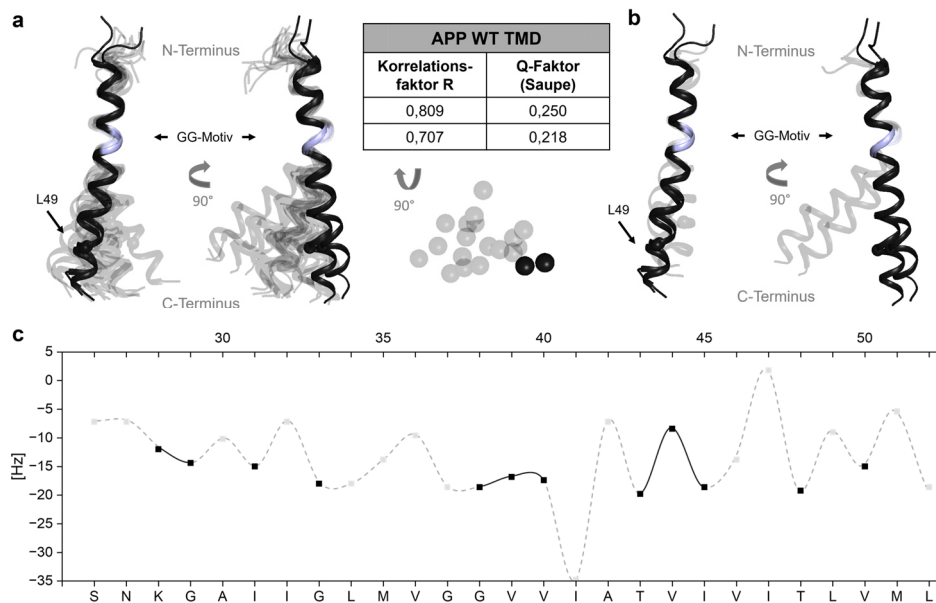 a
N-Terminus
GG-Motiv
90°
L49
C-Terminus
APP WT TMD
Korrelations-
faktor R
Q-Faktor
(Saupe)
0,809 0,250
0,707 0,218
90°
b
N-Terminus
GG-Motiv
90°
L49
C-Terminus
c
30 35 40 45 50
[Hz]
5
0
−5
−10
−15
−20
−25
−30
−35
S N K G A I I G L M V G G V V I A T V I V I T L V M L